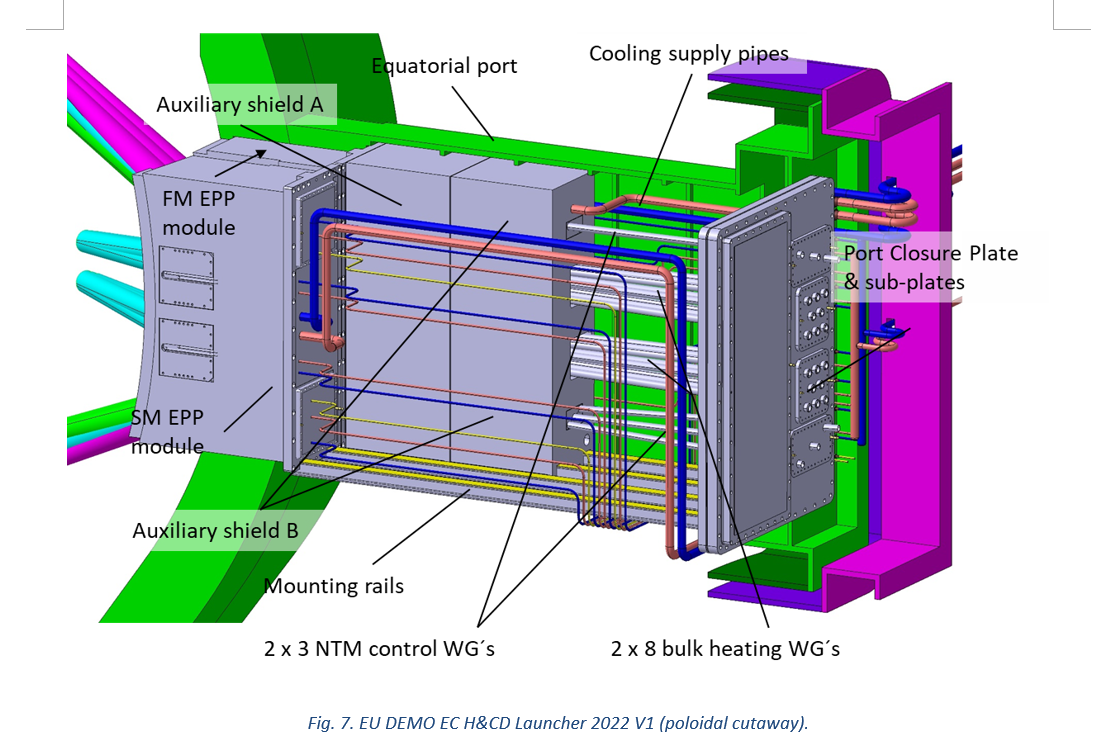 Equatorial port
Cooling supply pipes
Auxiliary shield A
FM EPP
module
Port Closure Plate
& sub-plates
SM EPP
module
Auxiliary shield B
Mounting rails
2 x 3 NTM control WG´s
2 x 8 bulk heating WG´s
Fig. 7. EU DEMO EC H&CD Launcher 2022 V1 (poloidal cutaway).